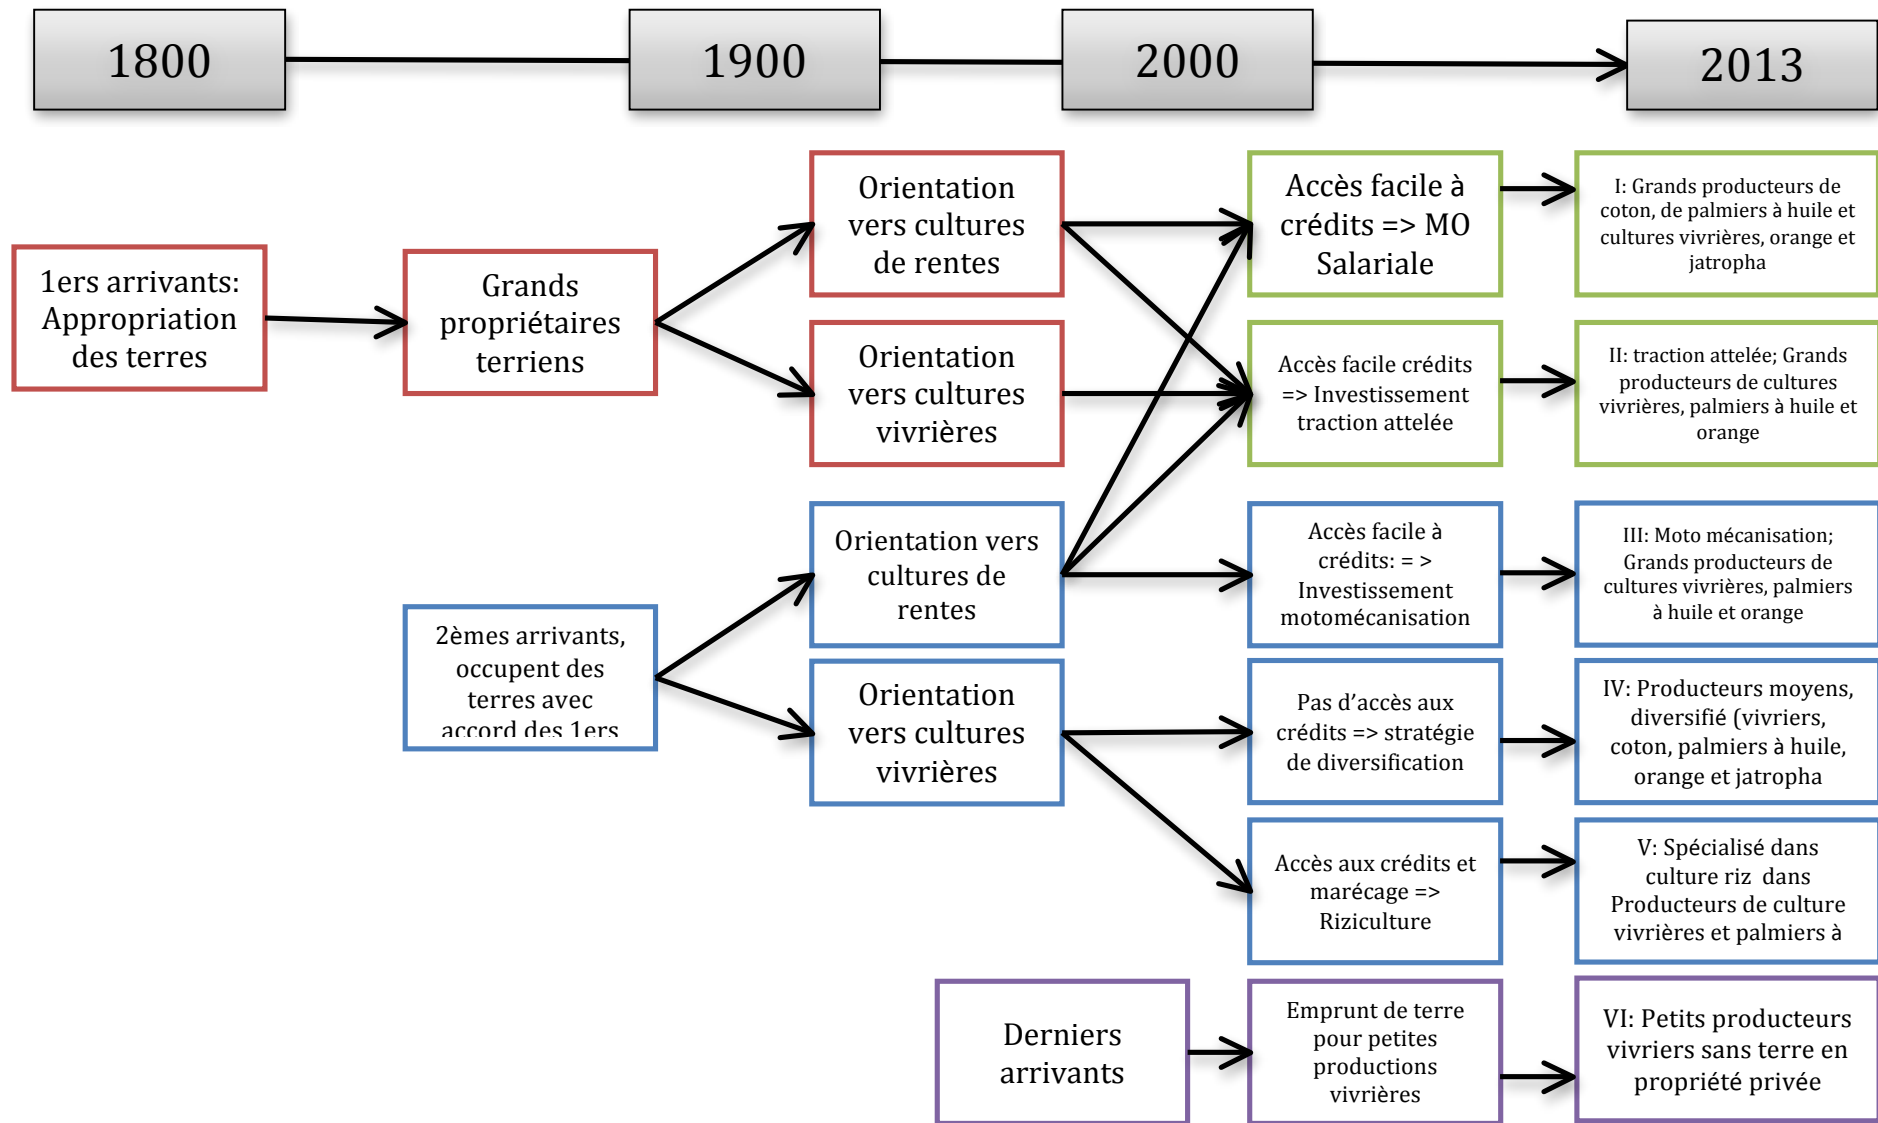 1800
1900
2000
2013
1ers arrivants:
Appropriation
des terres
Grands
propriétaires
terriens
Orientation
vers cultures
de rentes
Accès facile à
crédits => MO
Salariale
I: Grands producteurs de
coton, de palmiers à huile et
cultures vivrières, orange et
jatropha
Orientation
vers cultures
vivrières
Accès facile crédits
=> Investissement
traction attelée
II: traction attelée; Grands
producteurs de cultures
vivrières, palmiers à huile et
orange
2èmes arrivants,
occupent des
terres avec
accord des 1ers
Orientation vers
cultures de
rentes
Accès facile à
crédits: = >
Investissement
motomécanisation
III: Moto mécanisation;
Grands producteurs de
cultures vivrières, palmiers
à huile et orange
Orientation
vers cultures
vivrières
Pas d’accès aux
crédits => stratégie
de diversification
IV: Producteurs moyens,
diversifié (vivriers,
coton, palmiers à huile,
orange et jatropha
Accès aux crédits et
marécage =>
Riziculture
V: Spécialisé dans
culture riz  dans
Producteurs de culture
vivrières et palmiers à
Derniers
arrivants
Emprunt de terre
pour petites
productions
vivrières
VI: Petits producteurs
vivriers sans terre en
propriété privée